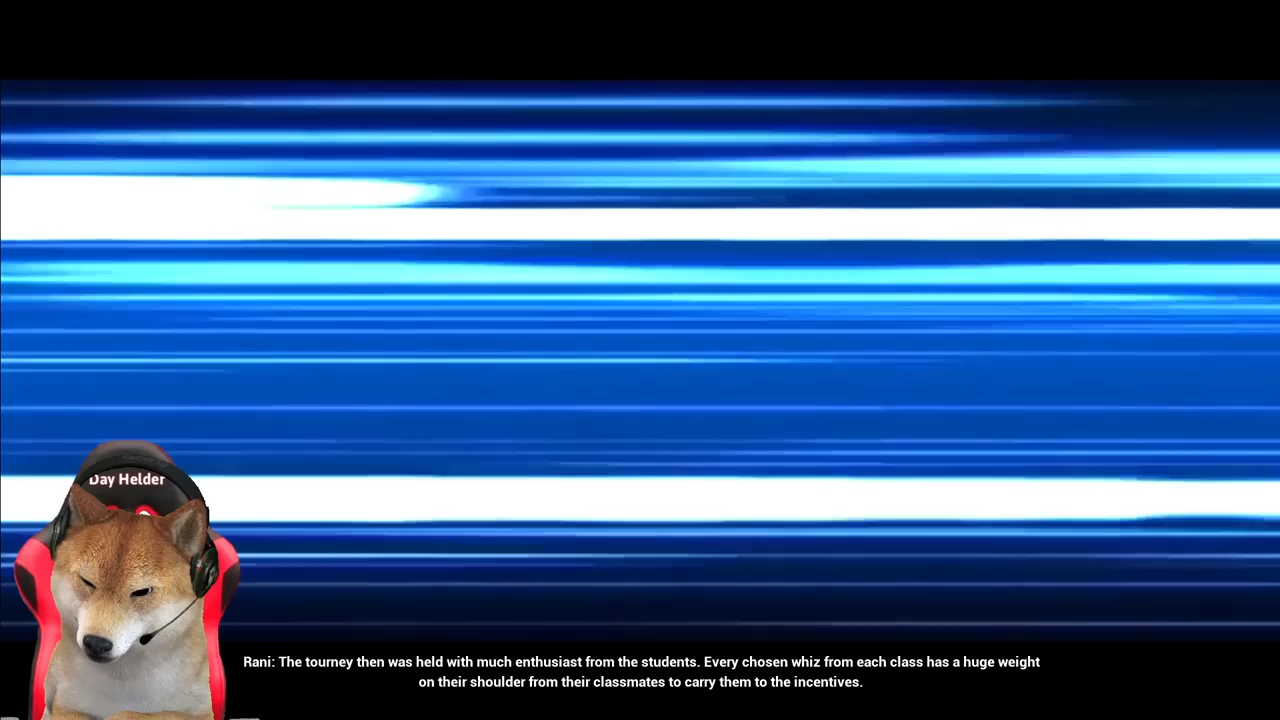 Day Helder
Rani: The tourney then was held with much enthusiast from the students. Every chosen whiz from each class has a huge weight
on their shoulder from their classmates to carry them to the incentives.